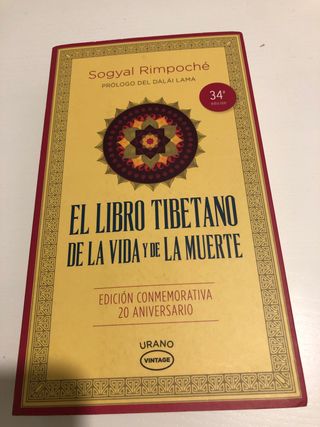 Sogyal Rimpoché
PRÓLOGO DEL DALÁI LAMA
34ª
edición
EL LIBRO TIBETANO
DE LA VIDA Y DE LA MUERTE
EDICIÓN CONMEMORATIVA
20 ANIVERSARIO
URANO
VINTAGE